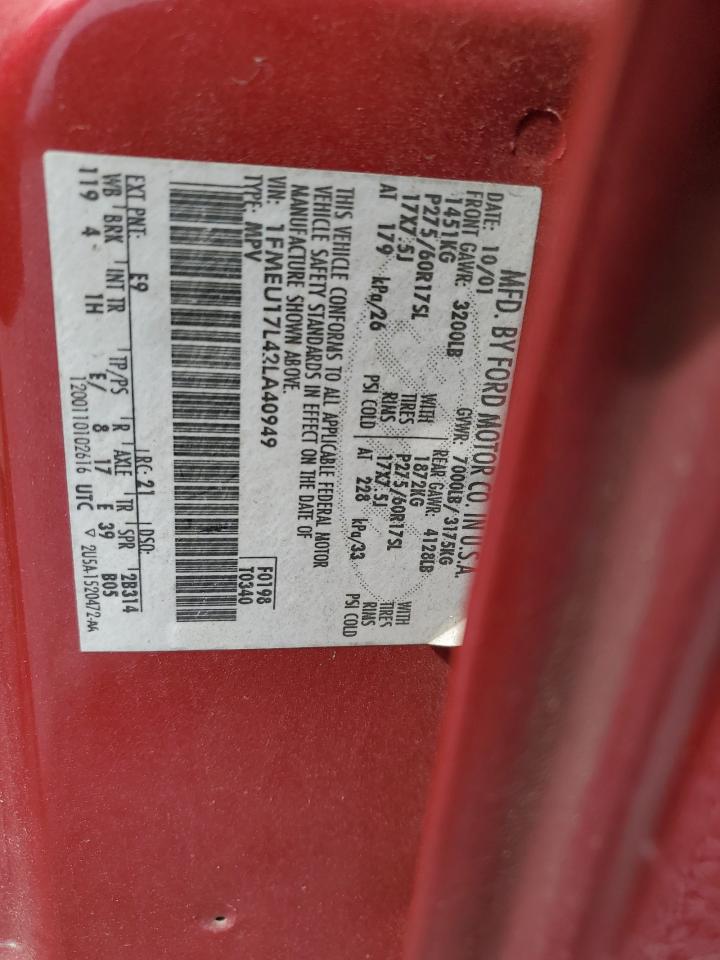 MFD. BY FORD MOTOR CO. IN U.S.A.
DATE: 10/01 GVWR: 7000LB / 3175KG
FRONT GAWR: 3200LB REAR GAWR: 4128LB
1451KG WITH 1872KG WITH
P275/60R17SL TIRES P275/60R17SL TIRES
17X7.5J RIMS 17X7.5J RIMS
AT 179 kPa/26 PSI COLD AT 228 kPa/33 PSI COLD
THIS VEHICLE CONFORMS TO ALL APPLICABLE FEDERAL MOTOR
VEHICLE SAFETY STANDARDS IN EFFECT ON THE DATE OF
MANUFACTURE SHOWN ABOVE.
VIN: 1FMEU17L42LA40949 F0198
TYPE: MPV T0340
EXT PNT: E9 RC: 21 DSO: 2B314
WB BRK INT TR TP/PS R AXLE TR SPR B05
119 4 1H E/ 8 17 E 39
1200110102616 UTC ▽ 2U5A1520472-AA